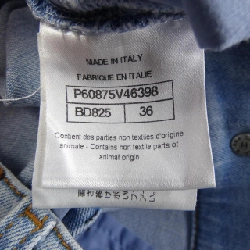 MADE IN ITALY
FABRIQUE EN ITALIE
P60875V46398
BD825 36
Contient des parties non textiles d'origine
animale - Contains non textile parts of
animal origin